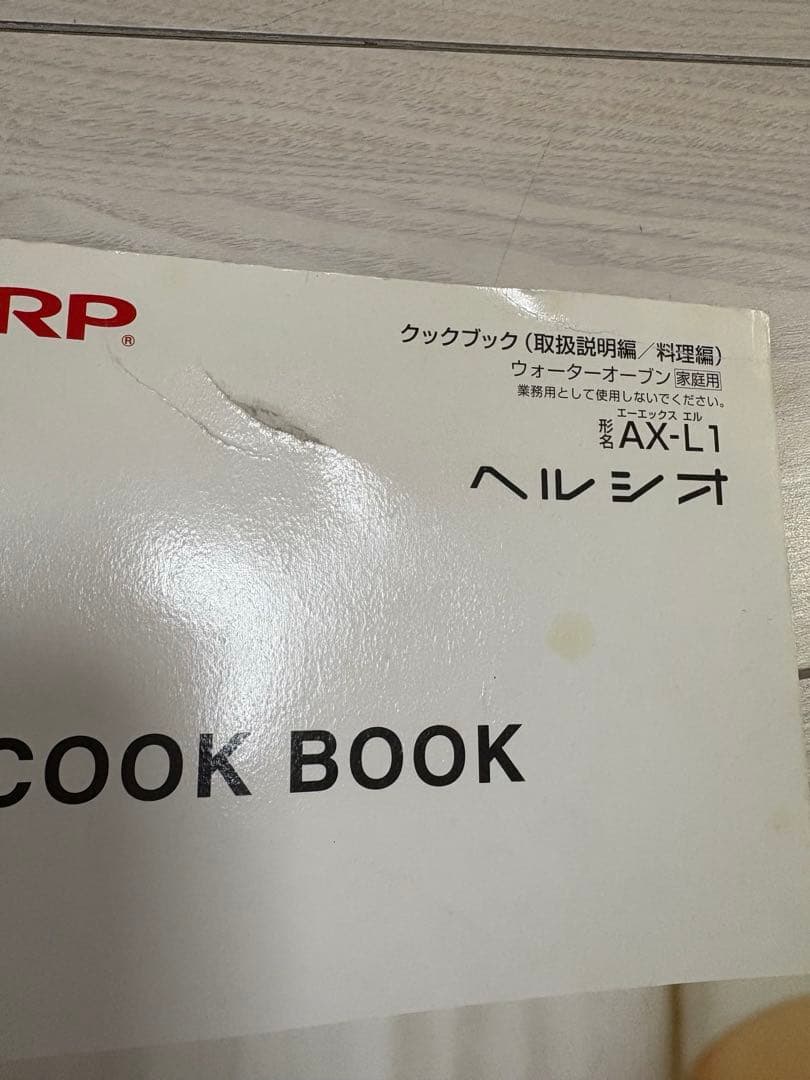 RP®
クックブック（取扱説明編／料理編）
ウォーターオーブン 家庭用
業務用として使用しないでください。
エーエックス エル
形名 AX-L1
ヘルシオ
COOK BOOK